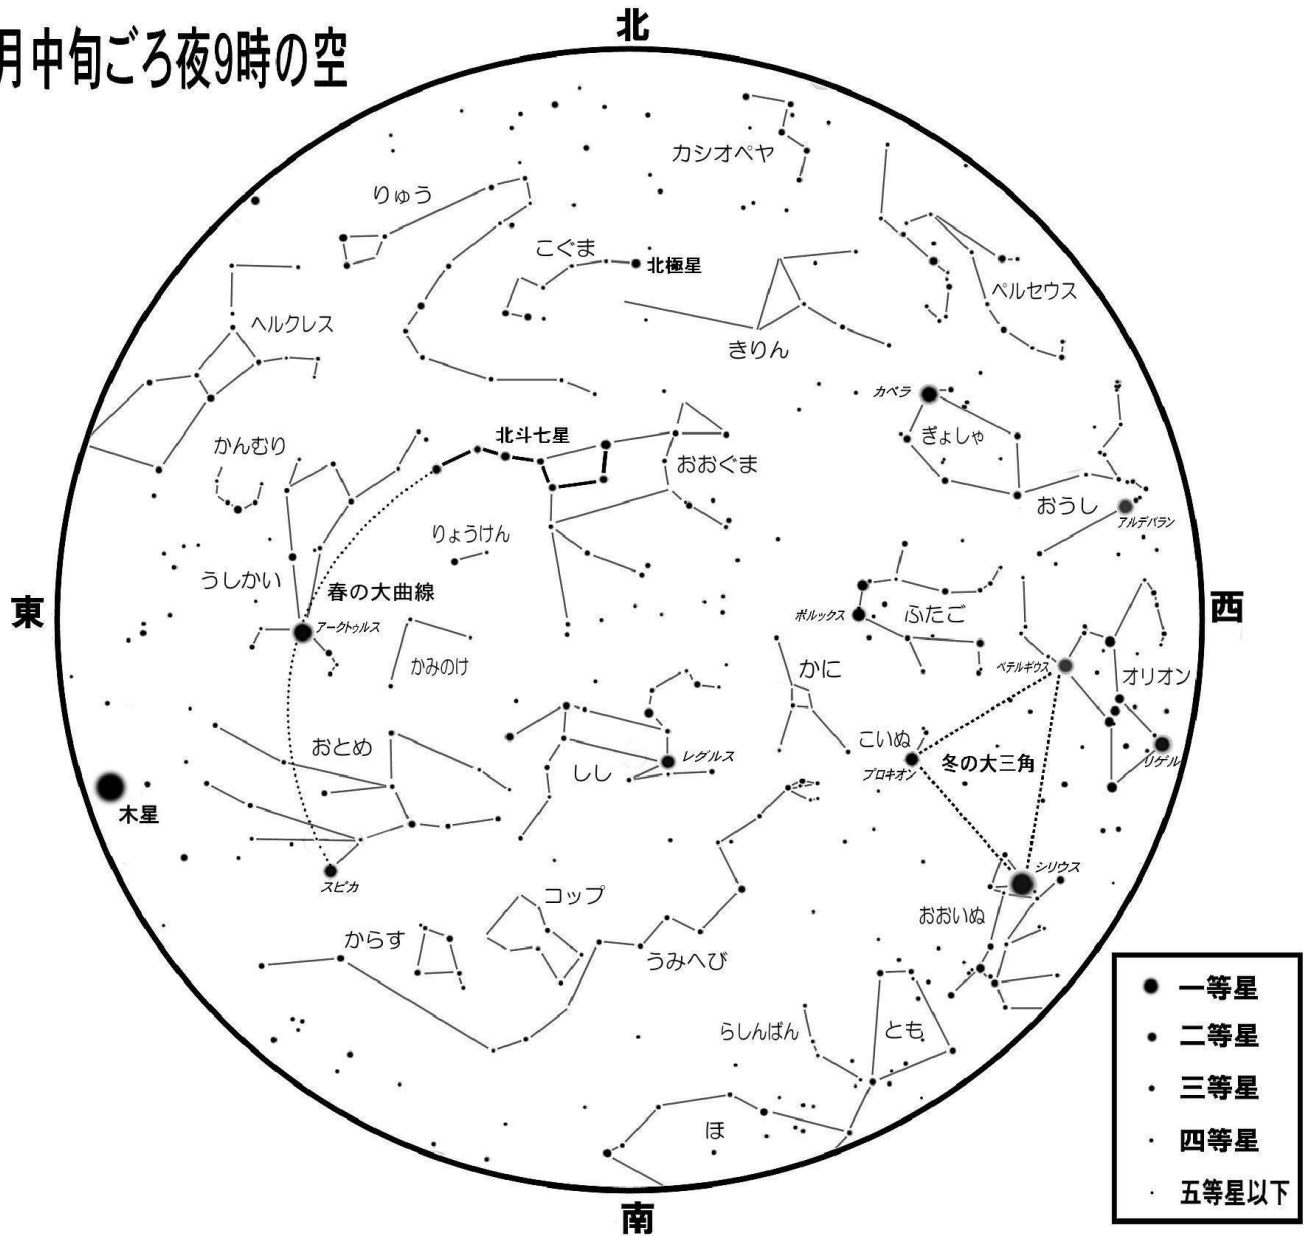 月中旬ごろ夜9時の空
北
カシオペヤ
りゅう
こぐま
北極星
ペルセウス
ヘルクレス
きりん
カペラ
ぎょしゃ
かんむり
北斗七星
おおぐま
おうし
アルデバラン
りょうけん
うしかい
春の大曲線
東
西
アークトゥルス
ポルックス
ふたご
かみのけ
かに
ベテルギウス
オリオン
おとめ
こいぬ
しし
レグルス
プロキオン
冬の大三角
リゲル
木星
スピカ
シリウス
コップ
おおいぬ
からす
うみへび
らしんばん
とも
ほ
南
一等星
二等星
三等星
四等星
五等星以下